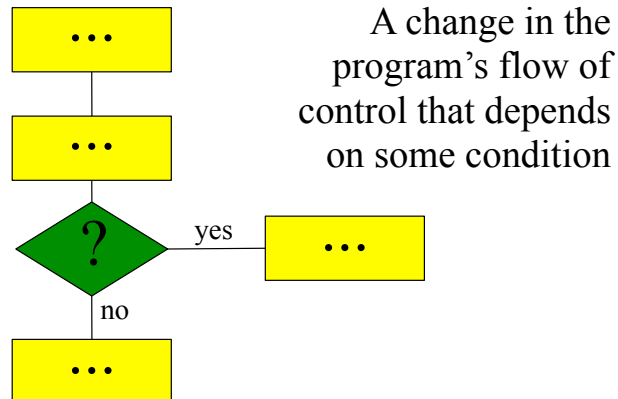 ...
A change in the
program’s flow of
control that depends
on some condition
...
?
yes
...
no
...